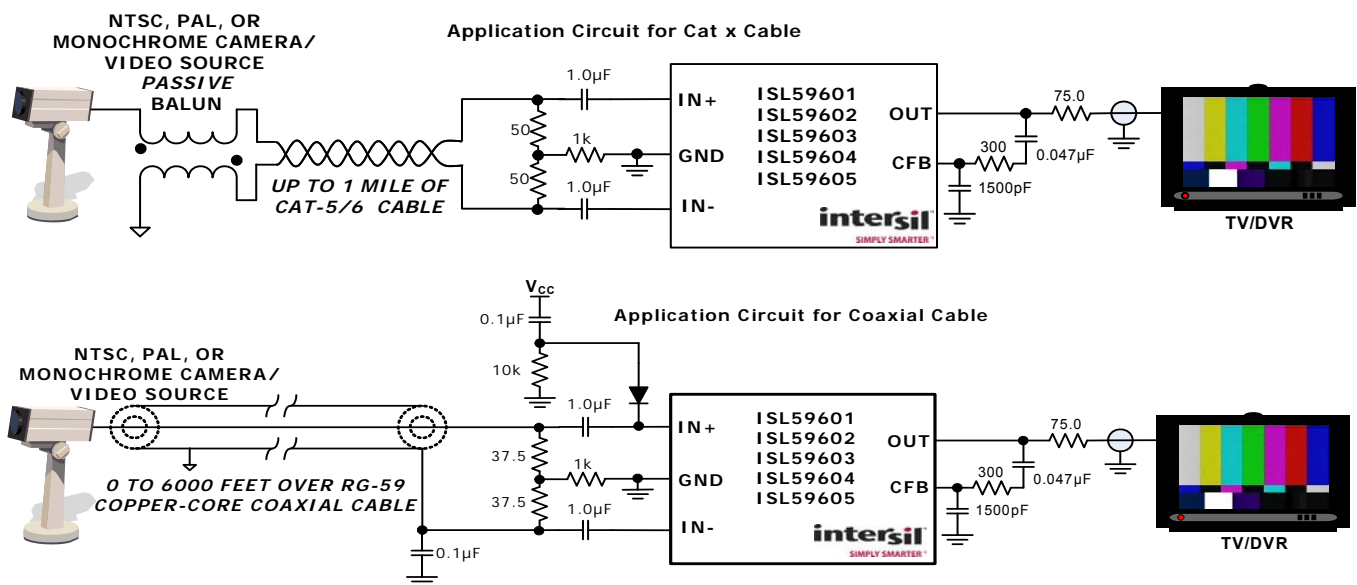 NTSC, PAL, OR
MONOCHROME CAMERA/
VIDEO SOURCE
PASSIVE
BALUN
Application Circuit for Cat x Cable
UP TO 1 MILE OF
CAT-5/6 CABLE
1.0µF
50
1k
50
1.0µF
IN+
GND
IN-
ISL59601
ISL59602
ISL59603
ISL59604
ISL59605
OUT
CFB
intersil™
SIMPLY SMARTER™
75.0
300
0.047µF
1500pF
TV/DVR
VCC
0.1µF
10k
Application Circuit for Coaxial Cable
NTSC, PAL, OR
MONOCHROME CAMERA/
VIDEO SOURCE
0 TO 6000 FEET OVER RG-59
COPPER-CORE COAXIAL CABLE
1.0µF
37.5
1k
37.5
1.0µF
0.1µF
IN+
GND
IN-
ISL59601
ISL59602
ISL59603
ISL59604
ISL59605
OUT
CFB
intersil™
SIMPLY SMARTER™
75.0
300
0.047µF
1500pF
TV/DVR